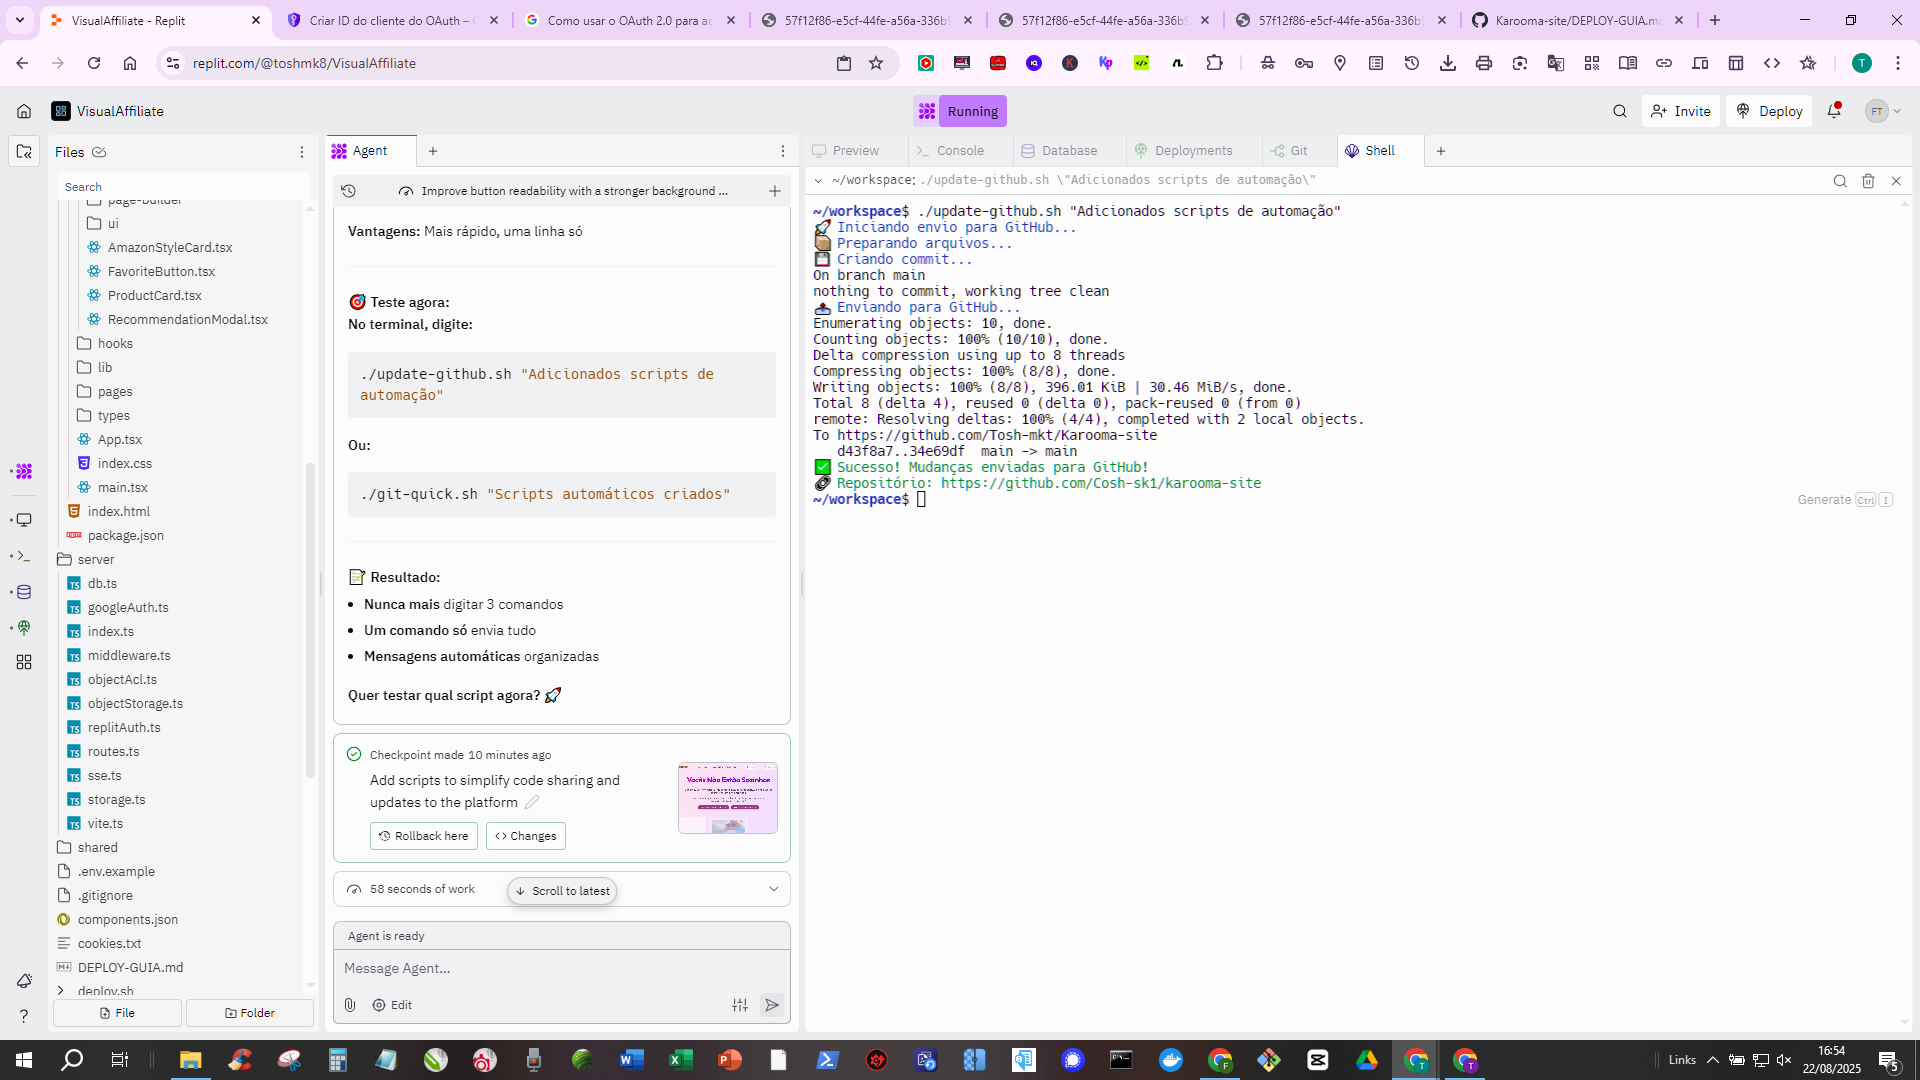 VisualAffiliate - Replit
Criar ID do cliente do OAuth –
Como usar o OAuth 2.0 para ac
57f12f86-e5cf-44fe-a56a-336b
57f12f86-e5cf-44fe-a56a-336b
57f12f86-e5cf-44fe-a56a-336b
Karooma-site/DEPLOY-GUIA.m
replit.com/@toshmk8/VisualAffiliate
T
VisualAffiliate
Running
Invite
Deploy
FT
Files
Search
page-builder
ui
AmazonStyleCard.tsx
FavoriteButton.tsx
ProductCard.tsx
RecommendationModal.tsx
hooks
lib
pages
types
App.tsx
index.css
main.tsx
index.html
package.json
server
db.ts
googleAuth.ts
index.ts
middleware.ts
objectAcl.ts
objectStorage.ts
replitAuth.ts
routes.ts
sse.ts
storage.ts
vite.ts
shared
.env.example
.gitignore
components.json
cookies.txt
DEPLOY-GUIA.md
deploy.sh
File
Folder
Agent
Improve button readability with a stronger background ...
Vantagens: Mais rápido, uma linha só
🎯 Teste agora:
No terminal, digite:
./update-github.sh "Adicionados scripts de
automação"
Ou:
./git-quick.sh "Scripts automáticos criados"
📝 Resultado:
• Nunca mais digitar 3 comandos
• Um comando só envia tudo
• Mensagens automáticas organizadas
Quer testar qual script agora? 🚀
Checkpoint made 10 minutes ago
Add scripts to simplify code sharing and
updates to the platform
Vocês Não Estão Sozinhos
Rollback here
Changes
58 seconds of work
Scroll to latest
Agent is ready
Message Agent...
Edit
Preview
Console
Database
Deployments
Git
Shell
~/workspace: ./update-github.sh \"Adicionados scripts de automação\"
~/workspace$ ./update-github.sh "Adicionados scripts de automação"
🚀 Iniciando envio para GitHub...
📦 Preparando arquivos...
💾 Criando commit...
On branch main
nothing to commit, working tree clean
📤 Enviando para GitHub...
Enumerating objects: 10, done.
Counting objects: 100% (10/10), done.
Delta compression using up to 8 threads
Compressing objects: 100% (8/8), done.
Writing objects: 100% (8/8), 396.01 KiB | 30.46 MiB/s, done.
Total 8 (delta 4), reused 0 (delta 0), pack-reused 0 (from 0)
remote: Resolving deltas: 100% (4/4), completed with 2 local objects.
To https://github.com/Tosh-mkt/Karooma-site
d43f8a7..34e69df  main -> main
✅ Sucesso! Mudanças enviadas para GitHub!
🔗 Repositório: https://github.com/Cosh-sk1/karooma-site
~/workspace$
Generate Ctrl I
Links
16:54
22/08/2025
5